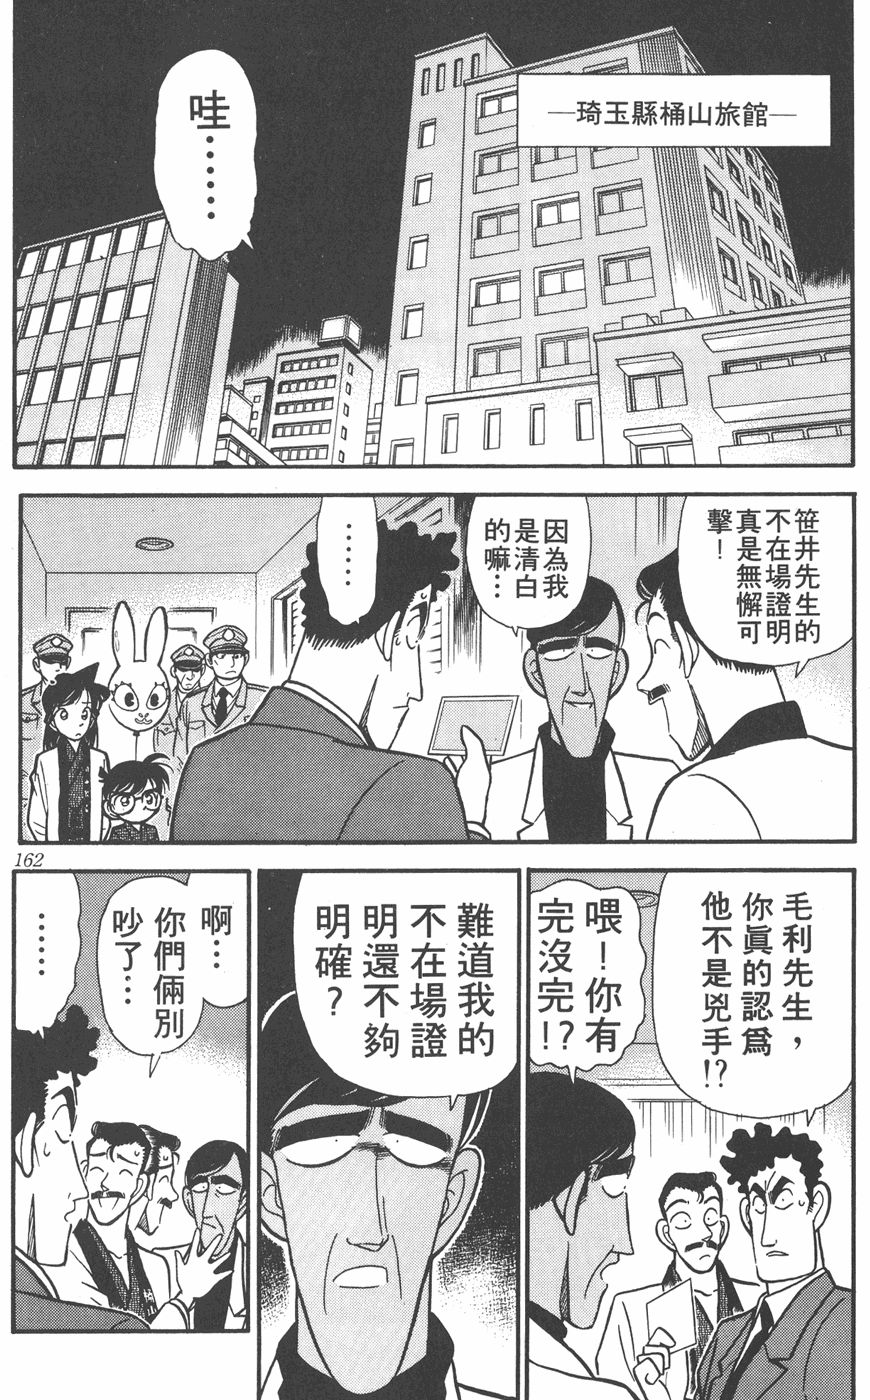 —琦玉縣桶山旅館—
哇……
笹井先生的
不在場證明
真是無懈可
擊！
因為我
是清白
的嘛…
……
162
毛利先生，
你眞的認爲
他不是兇手!?
喂！你有
完沒完!?
難道我的
不在場證
明還不夠
明確？
啊…
你們倆別
吵了…
……